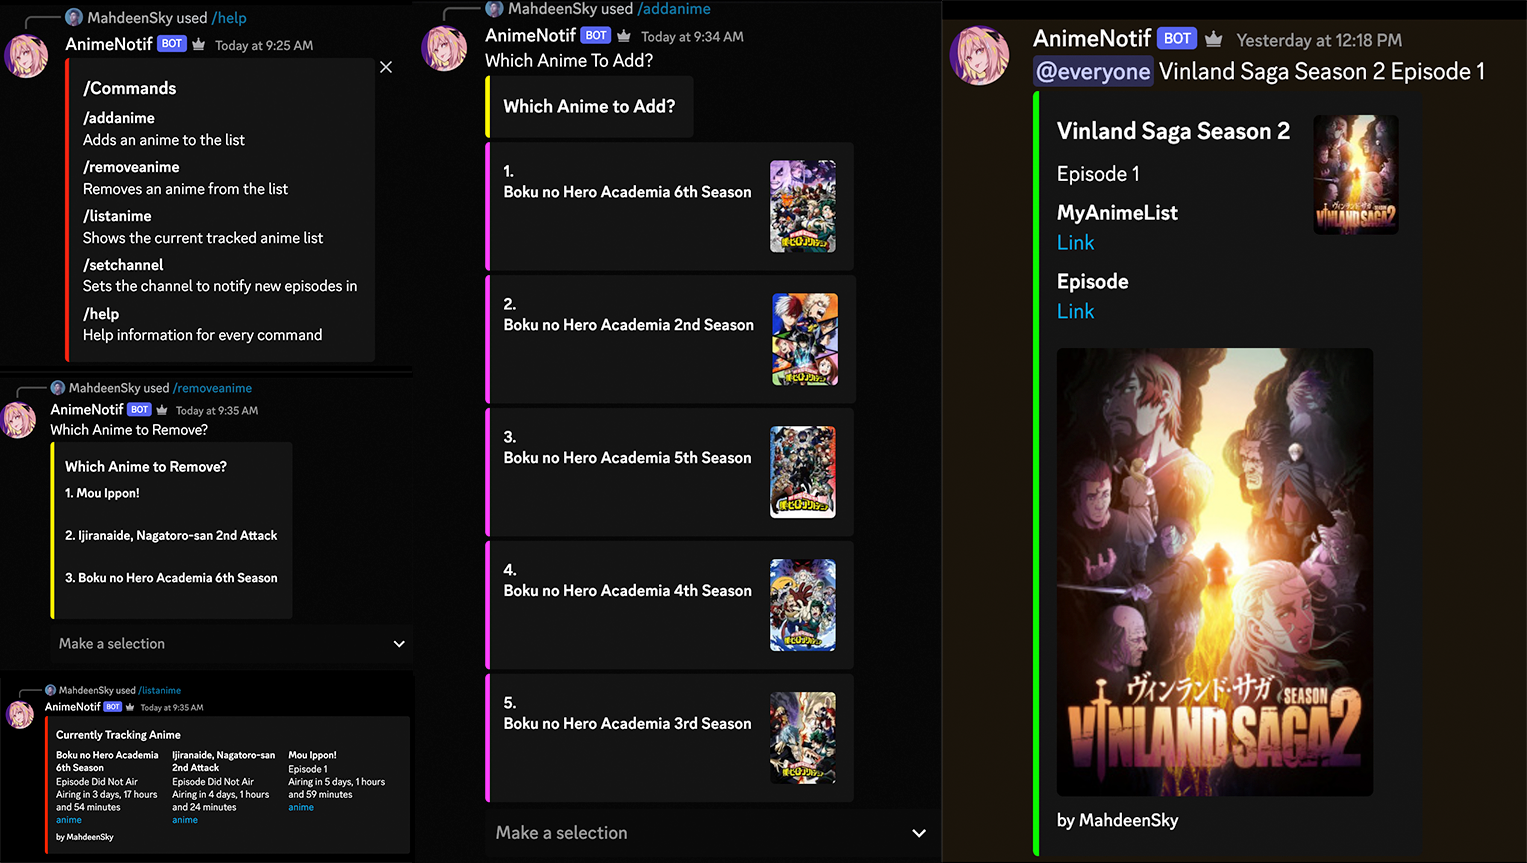 MahdeenSky used /help
AnimeNotif BOT Today at 9:25 AM
/Commands
/addanime
Adds an anime to the list
/removeanime
Removes an anime from the list
/listanime
Shows the current tracked anime list
/setchannel
Sets the channel to notify new episodes in
/help
Help information for every command
MahdeenSky used /removeanime
AnimeNotif BOT Today at 9:35 AM
Which Anime to Remove?
Which Anime to Remove?
1. Mou Ippon!
2. Ijiranaide, Nagatoro-san 2nd Attack
3. Boku no Hero Academia 6th Season
Make a selection
MahdeenSky used /listanime
AnimeNotif BOT Today at 9:35 AM
Currently Tracking Anime
Boku no Hero Academia
6th Season
Episode Did Not Air
Airing in 3 days, 17 hours
and 54 minutes
anime
Ijiranaide, Nagatoro-san
2nd Attack
Episode Did Not Air
Airing in 4 days, 1 hours
and 24 minutes
anime
Mou Ippon!
Episode 1
Airing in 5 days, 1 hours
and 59 minutes
anime
by MahdeenSky
MahdeenSky used /addanime
AnimeNotif BOT Today at 9:34 AM
Which Anime To Add?
Which Anime to Add?
1.
Boku no Hero Academia 6th Season
2.
Boku no Hero Academia 2nd Season
3.
Boku no Hero Academia 5th Season
4.
Boku no Hero Academia 4th Season
5.
Boku no Hero Academia 3rd Season
Make a selection
AnimeNotif BOT Yesterday at 12:18 PM
@everyone Vinland Saga Season 2 Episode 1
Vinland Saga Season 2
Episode 1
MyAnimeList
Link
Episode
Link
ヴィンランド・サガ
VINLAND SAGA 2
ヴィンランド・サガ SEASON
VINLAND SAGA 2
by MahdeenSky